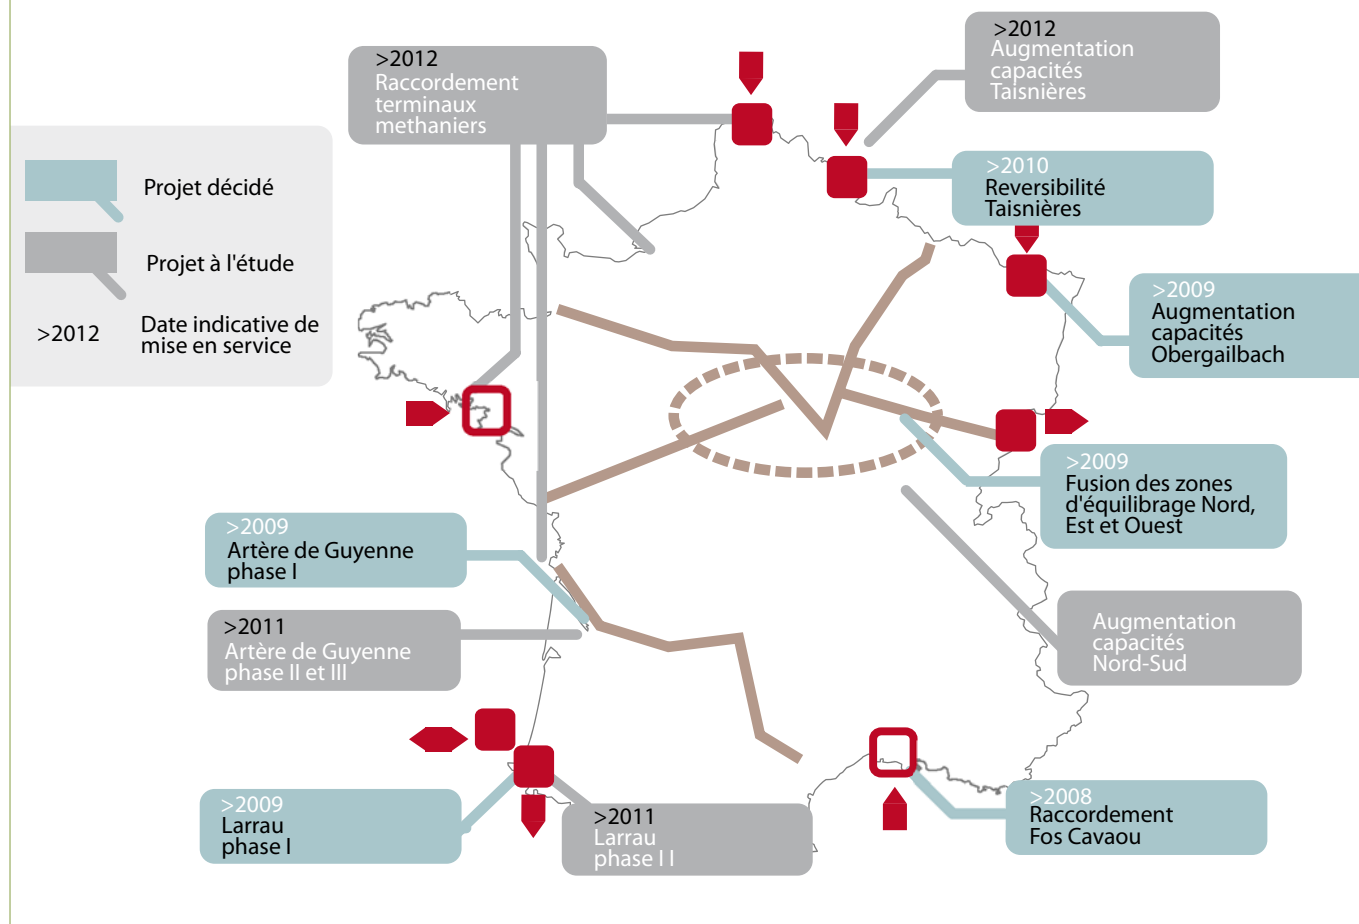 >2012
Raccordement
terminaux
methaniers
>2012
Augmentation
capacités
Taisnières
Projet décidé
Projet à l'étude
>2012
Date indicative de
mise en service
>2010
Reversibilité
Taisnières
>2009
Augmentation
capacités
Obergailbach
>2009
Fusion des zones
d'équilibrage Nord,
Est et Ouest
>2009
Artère de Guyenne
phase I
>2011
Artère de Guyenne
phase II et III
Augmentation
capacités
Nord-Sud
>2009
Larrau
phase I
>2011
Larrau
phase I I
>2008
Raccordement
Fos Cavaou